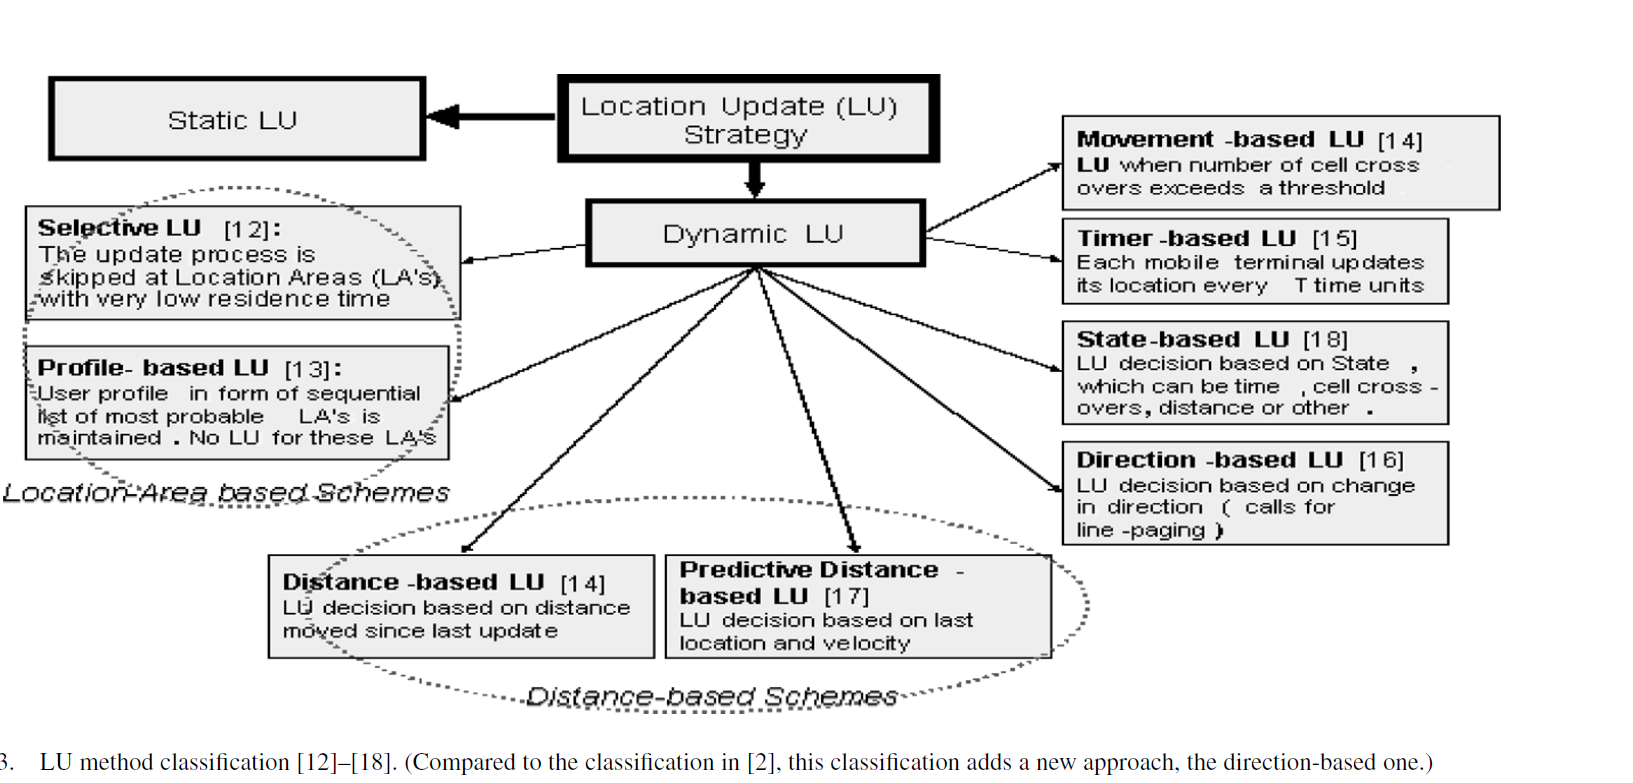 Static LU
Location Update (LU)
Strategy
Dynamic LU
Selective LU [12]:
The update process is
skipped at Location Areas (LA's)
with very low residence time
Profile- based LU [13]:
User profile in form of sequential
list of most probable LA's is
maintained . No LU for these LA's
Location-Area based Schemes
Movement -based LU [14]
LU when number of cell cross
overs exceeds a threshold
Timer -based LU [15]
Each mobile terminal updates
its location every T time units
State-based LU [18]
LU decision based on State ,
which can be time , cell cross -
overs, distance or other .
Direction -based LU [16]
LU decision based on change
in direction ( calls for
line -paging )
Distance -based LU [14]
LU decision based on distance
moved since last update
Predictive Distance -
based LU [17]
LU decision based on last
location and velocity
Distance-based Schemes
3. LU method classification [12]–[18]. (Compared to the classification in [2], this classification adds a new approach, the direction-based one.)